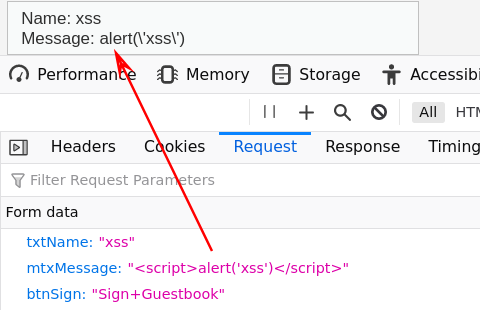 Name: xss
Message: alert(\'xss\')
Performance Memory Storage Accessibi
All HTM
Headers Cookies Request Response Timing
Filter Request Parameters
Form data
txtName: "xss"
mtxMessage: "<script>alert('xss')</script>"
btnSign: "Sign+Guestbook"